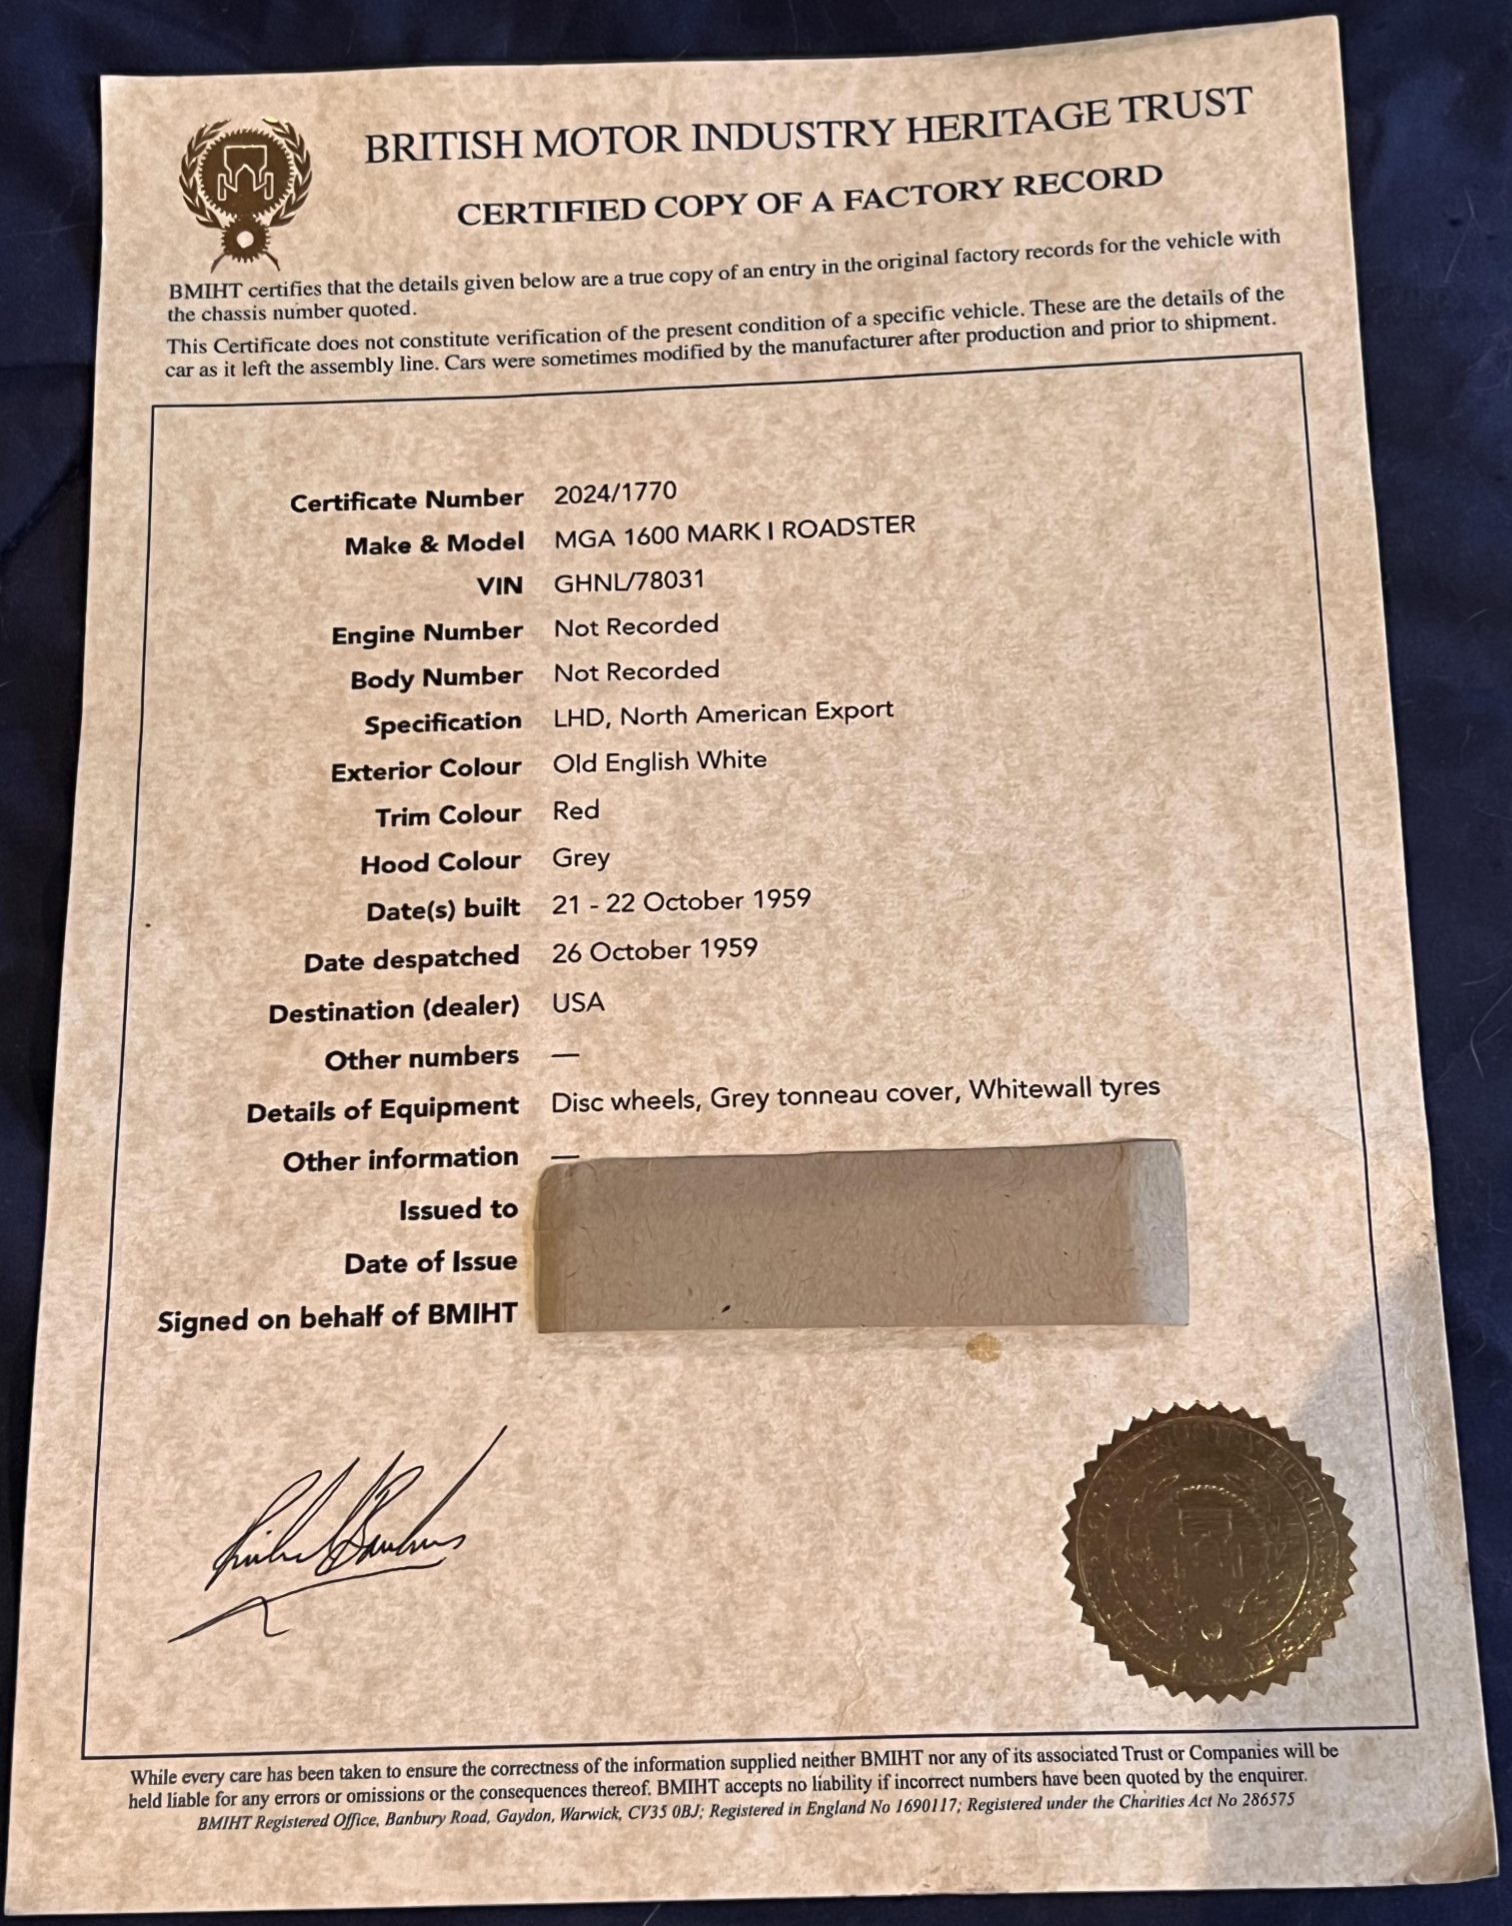 BRITISH MOTOR INDUSTRY HERITAGE TRUST
CERTIFIED COPY OF A FACTORY RECORD
BMIHT certifies that the details given below are a true copy of an entry in the original factory records for the vehicle with
the chassis number quoted.
This Certificate does not constitute verification of the present condition of a specific vehicle. These are the details of the
car as it left the assembly line. Cars were sometimes modified by the manufacturer after production and prior to shipment.
Certificate Number 2024/1770
Make & Model MGA 1600 MARK I ROADSTER
VIN GHNL/78031
Engine Number Not Recorded
Body Number Not Recorded
Specification LHD, North American Export
Exterior Colour Old English White
Trim Colour Red
Hood Colour Grey
Date(s) built 21 - 22 October 1959
Date despatched 26 October 1959
Destination (dealer) USA
Other numbers —
Details of Equipment Disc wheels, Grey tonneau cover, Whitewall tyres
Other information —
Issued to
Date of Issue
Signed on behalf of BMIHT
While every care has been taken to ensure the correctness of the information supplied neither BMIHT nor any of its associated Trust or Companies will be
held liable for any errors or omissions or the consequences thereof. BMIHT accepts no liability if incorrect numbers have been quoted by the enquirer.
BMIHT Registered Office, Banbury Road, Gaydon, Warwick, CV35 0BJ; Registered in England No 1690117; Registered under the Charities Act No 286575